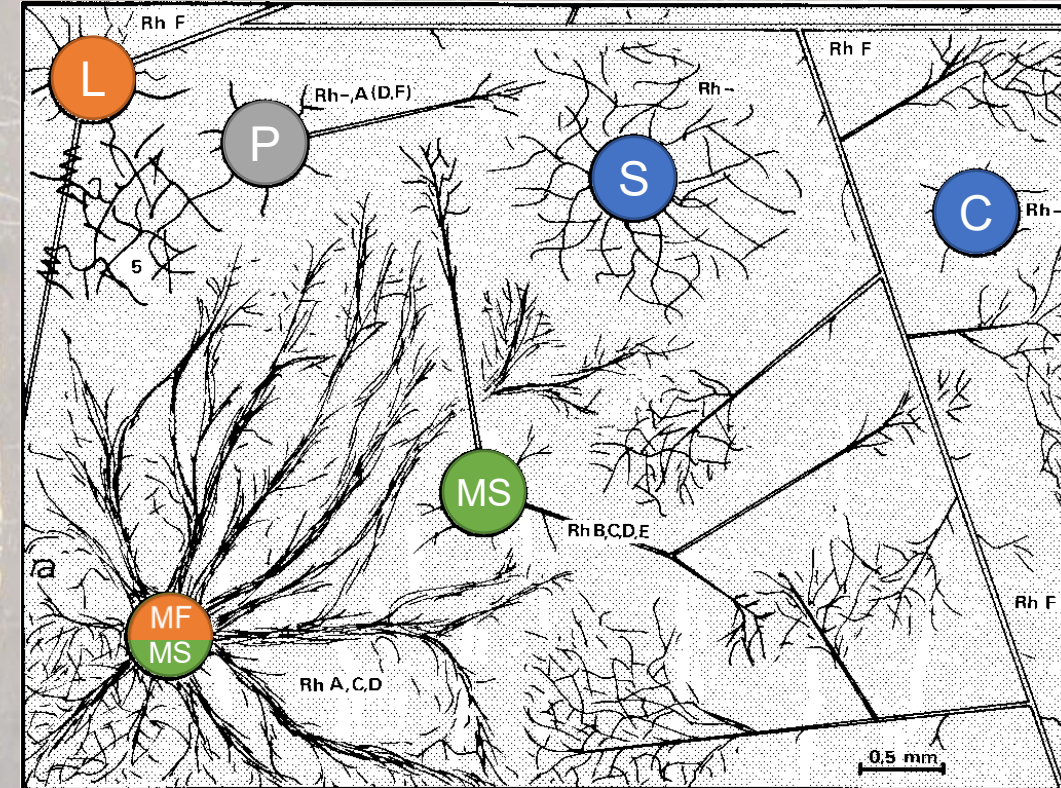 Rh F
L
Rh F
Rh-,A (D,F)
Rh-
P
S
C
Rh-
5
MS
Rh B,C,D,E
a
MF
MS
Rh F
Rh A,C,D
0,5 mm